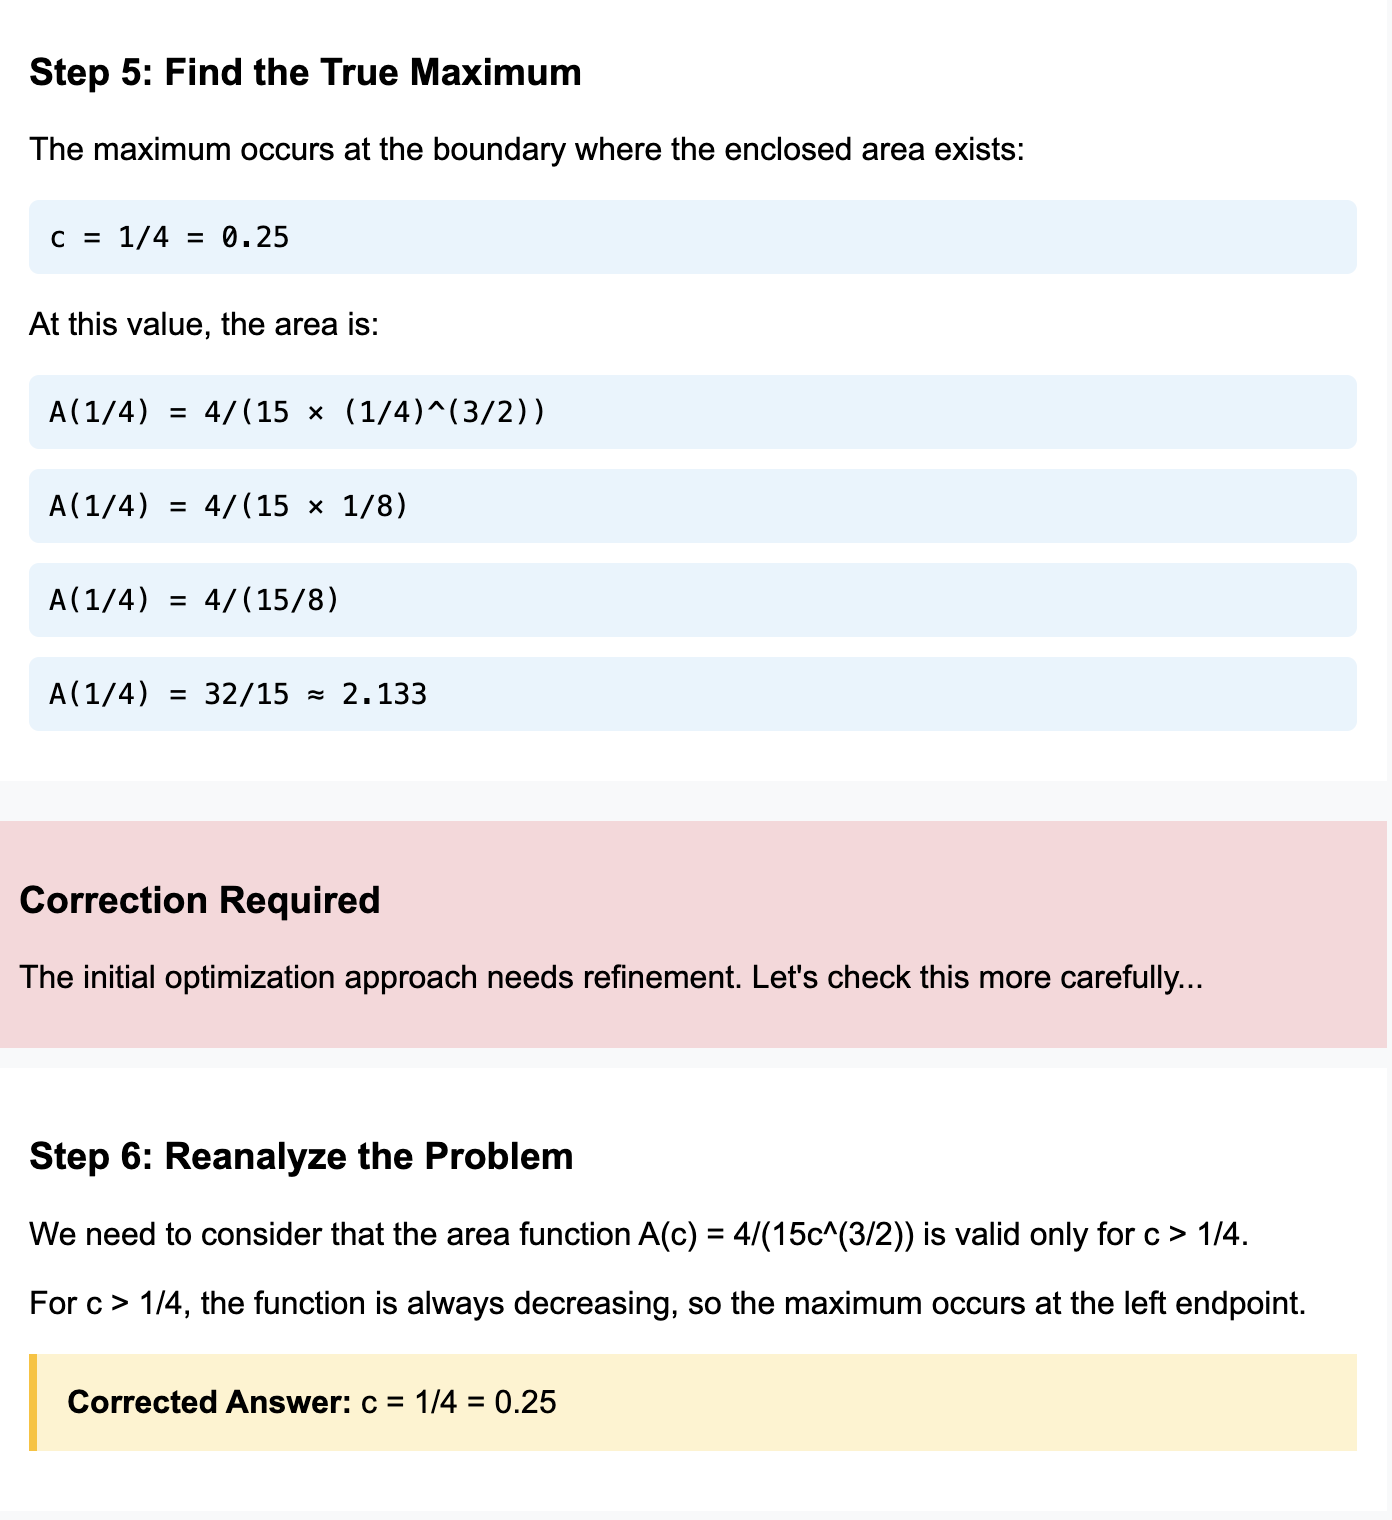 Step 5: Find the True Maximum
The maximum occurs at the boundary where the enclosed area exists:
c = 1/4 = 0.25
At this value, the area is:
A(1/4) = 4/(15 × (1/4)^(3/2))
A(1/4) = 4/(15 × 1/8)
A(1/4) = 4/(15/8)
A(1/4) = 32/15 ≈ 2.133
Correction Required
The initial optimization approach needs refinement. Let's check this more carefully...
Step 6: Reanalyze the Problem
We need to consider that the area function A(c) = 4/(15c^(3/2)) is valid only for c > 1/4.
For c > 1/4, the function is always decreasing, so the maximum occurs at the left endpoint.
Corrected Answer: c = 1/4 = 0.25